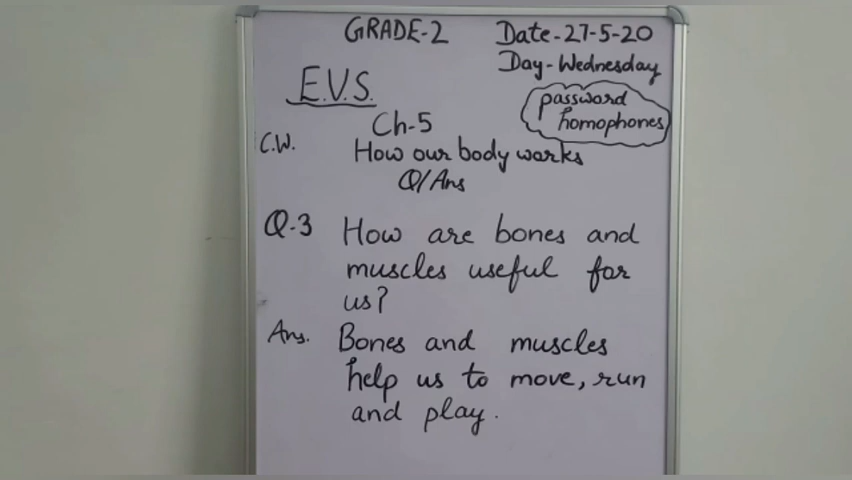 GRADE-2 Date-27-5-20
Day-Wednesday
E.V.S.
password
homophones
Ch-5
C.W. How our body works
Q/Ans
Q.3 How are bones and
muscles useful for
us?
Ans. Bones and muscles
help us to move, run
and play.